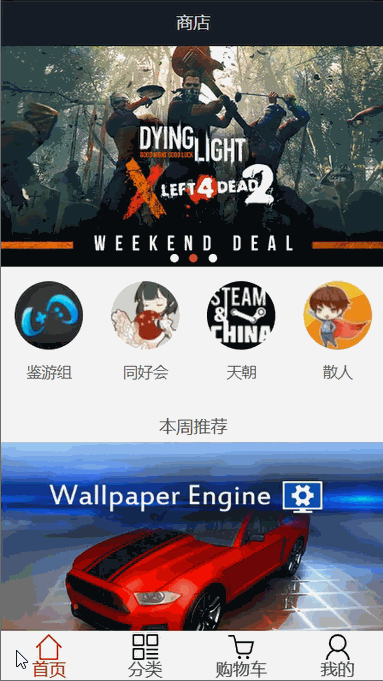 商店
DYING LIGHT
GOOD NIGHT. GOOD LUCK
X LEFT 4 DEAD 2
WEEKEND DEAL
STEAM
&
CHINA
鉴游组 同好会 天朝 散人
本周推荐
Wallpaper Engine
首页 分类 购物车 我的